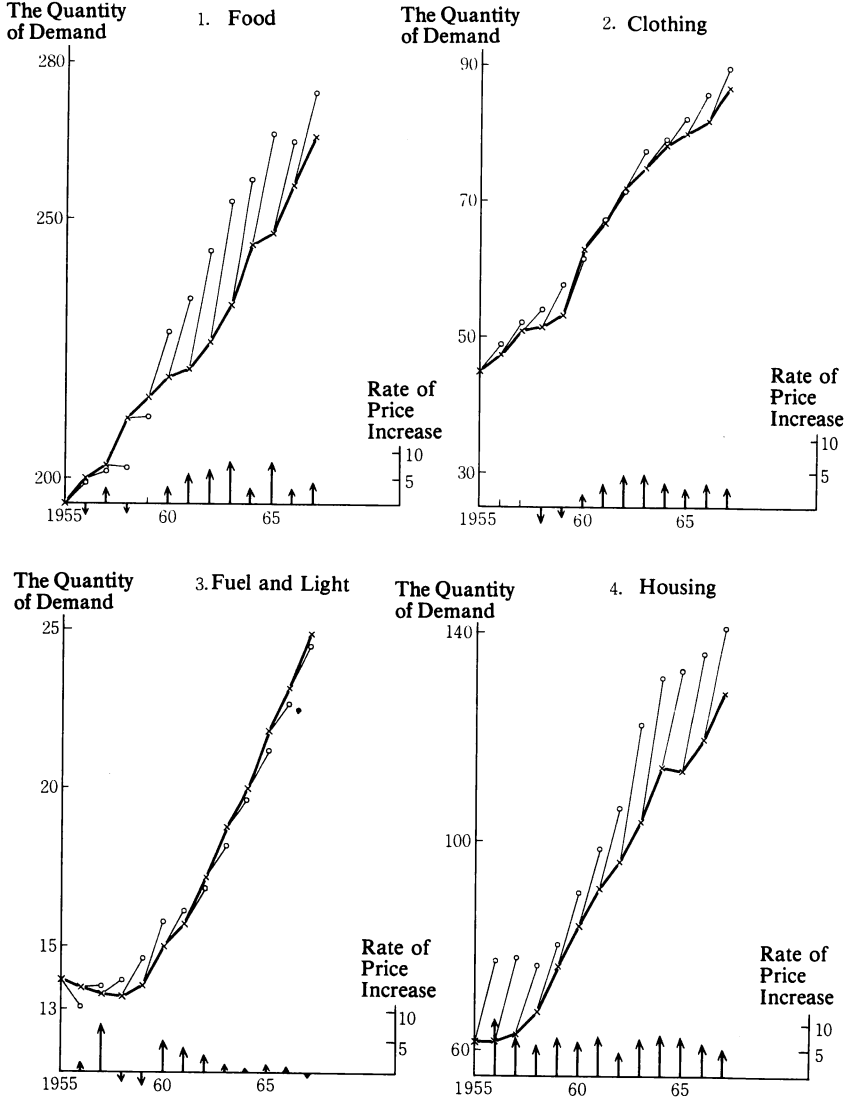 The Quantity
of Demand
1. Food
280
250
200
Rate of
Price
Increase
10
5
1955
60
65
The Quantity
of Demand
2. Clothing
90
70
50
30
Rate of
Price
Increase
10
5
1955
60
65
The Quantity
of Demand
3. Fuel and Light
25
20
15
13
Rate of
Price
Increase
10
5
1955
60
65
The Quantity
of Demand
4. Housing
140
100
60
Rate of
Price
Increase
10
5
1955
60
65